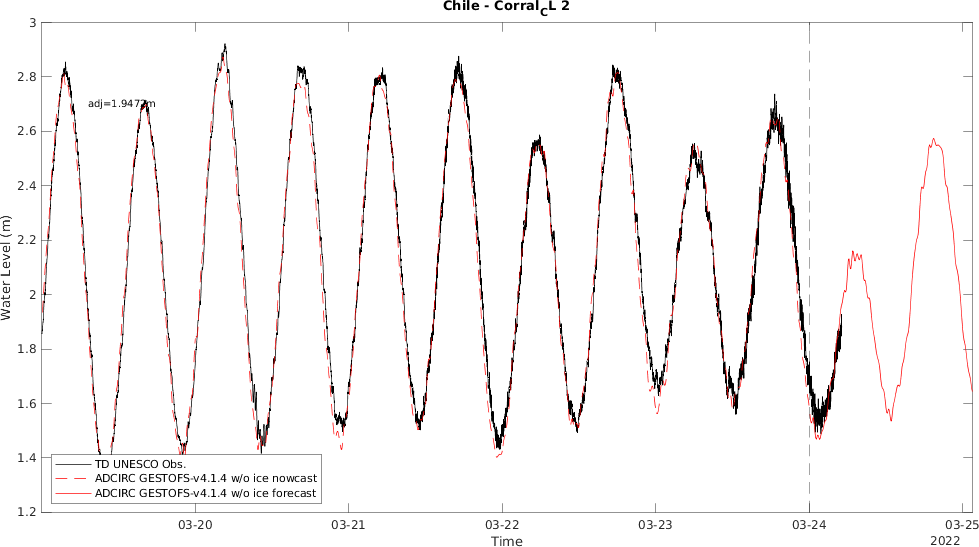 Chile - Corral_CL 2
3
2.8
adj=1.9472m
2.6
2.4
2.2
2
1.8
1.6
1.4
1.2
Water Level (m)
TD UNESCO Obs.
ADCIRC GESTOFS-v4.1.4 w/o ice nowcast
ADCIRC GESTOFS-v4.1.4 w/o ice forecast
03-20
03-21
03-22
03-23
03-24
03-25
Time
2022